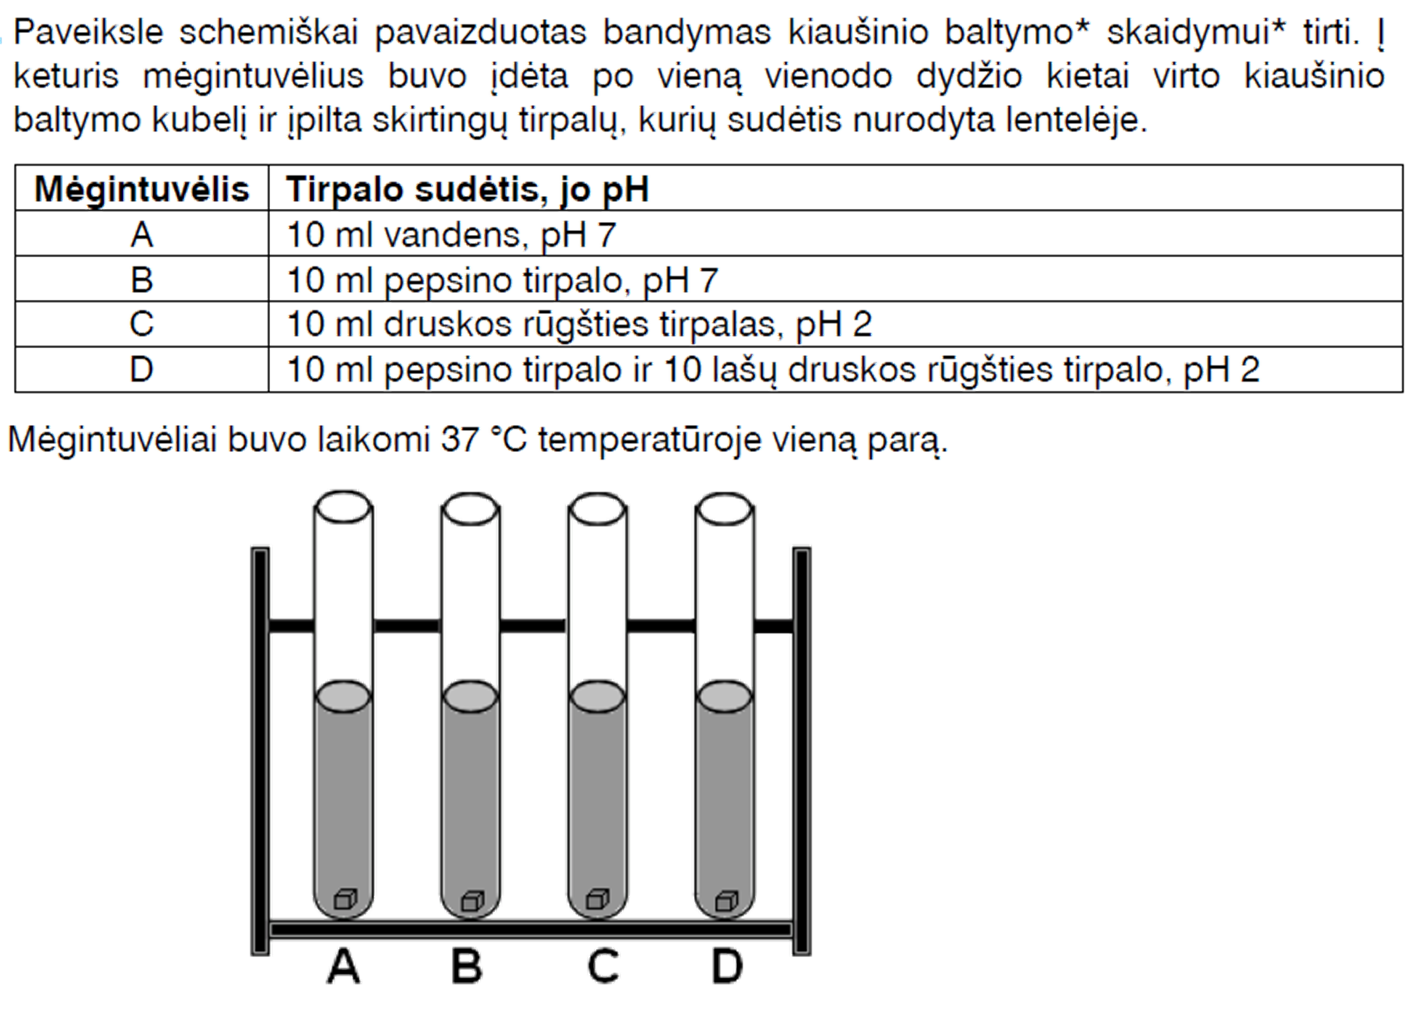 Paveiksle schemiškai pavaizduotas bandymas kiaušinio baltymo* skaidymui* tirti. Į
keturis mėgintuvėlius buvo įdėta po vieną vienodo dydžio kietai virto kiaušinio
baltymo kubelį ir įpilta skirtingų tirpalų, kurių sudėtis nurodyta lentelėje.
Mėgintuvėlis Tirpalo sudėtis, jo pH
A 10 ml vandens, pH 7
B 10 ml pepsino tirpalo, pH 7
C 10 ml druskos rūgšties tirpalas, pH 2
D 10 ml pepsino tirpalo ir 10 lašų druskos rūgšties tirpalo, pH 2
Mėgintuvėliai buvo laikomi 37 °C temperatūroje vieną parą.
A B C D